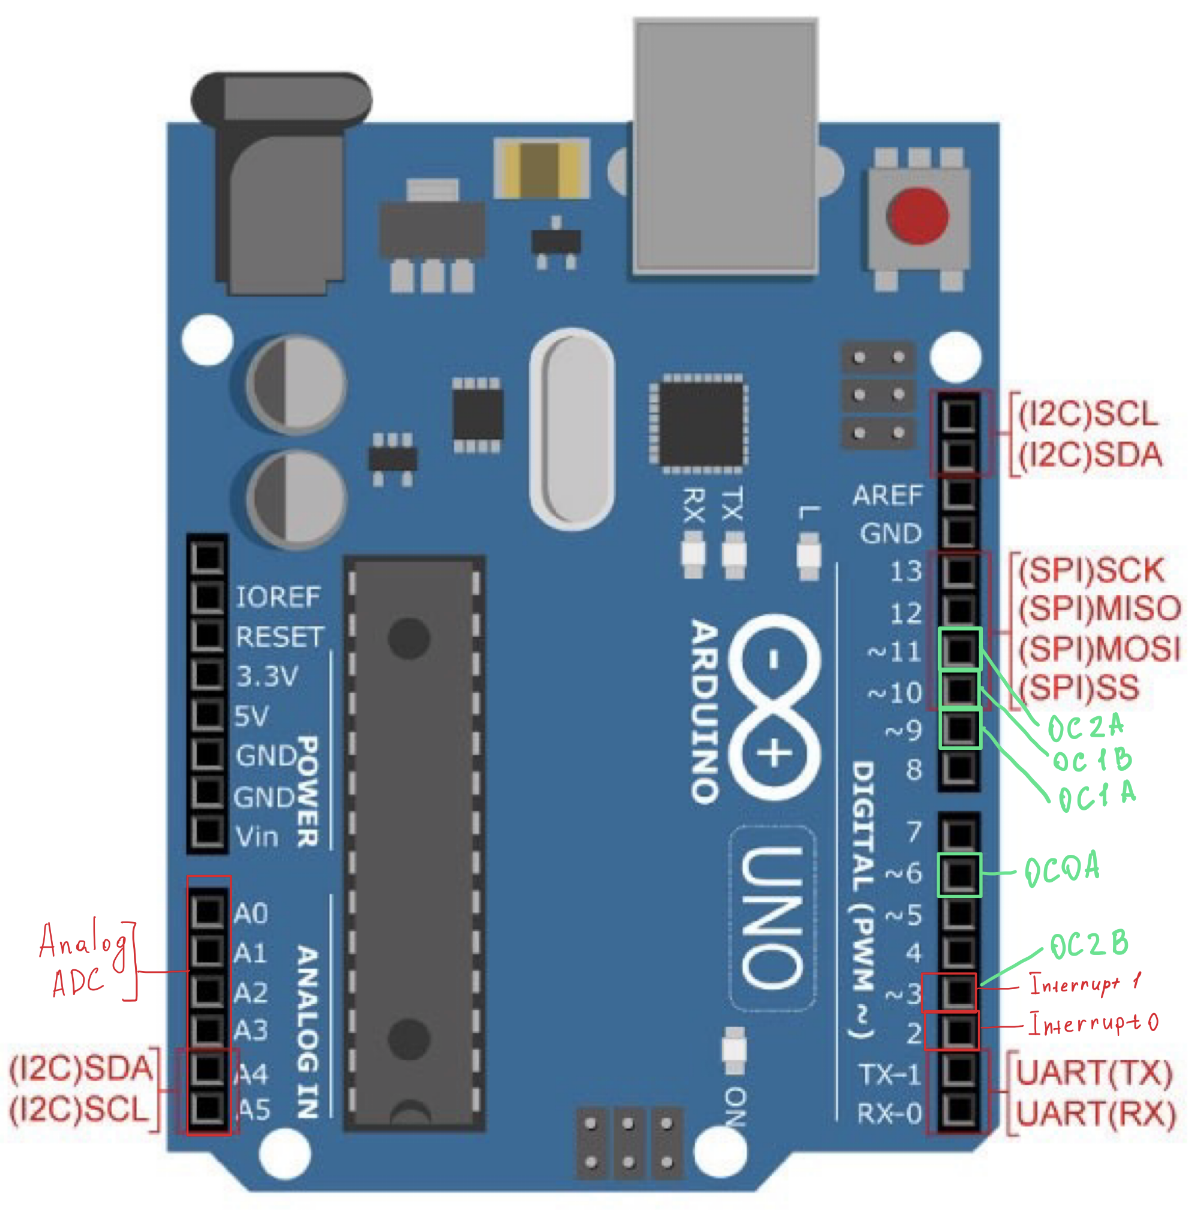 (I2C)SCL
(I2C)SDA
AREF
GND
RX
TX
L
13
(SPI)SCK
12
(SPI)MISO
~11
(SPI)MOSI
~10
(SPI)SS
~9
OC2A
OC1B
OC1A
8
IOREF
RESET
3.3V
5V
GND
GND
Vin
POWER
ARDUINO
UNO
DIGITAL (PWM ~)
7
~6
OC0A
~5
4
OC2B
~3
Interrupt 1
2
Interrupt 0
TX-1
UART(TX)
RX-0
UART(RX)
ON
Analog
ADC
A0
A1
A2
A3
(I2C)SDA
A4
(I2C)SCL
A5
ANALOG IN